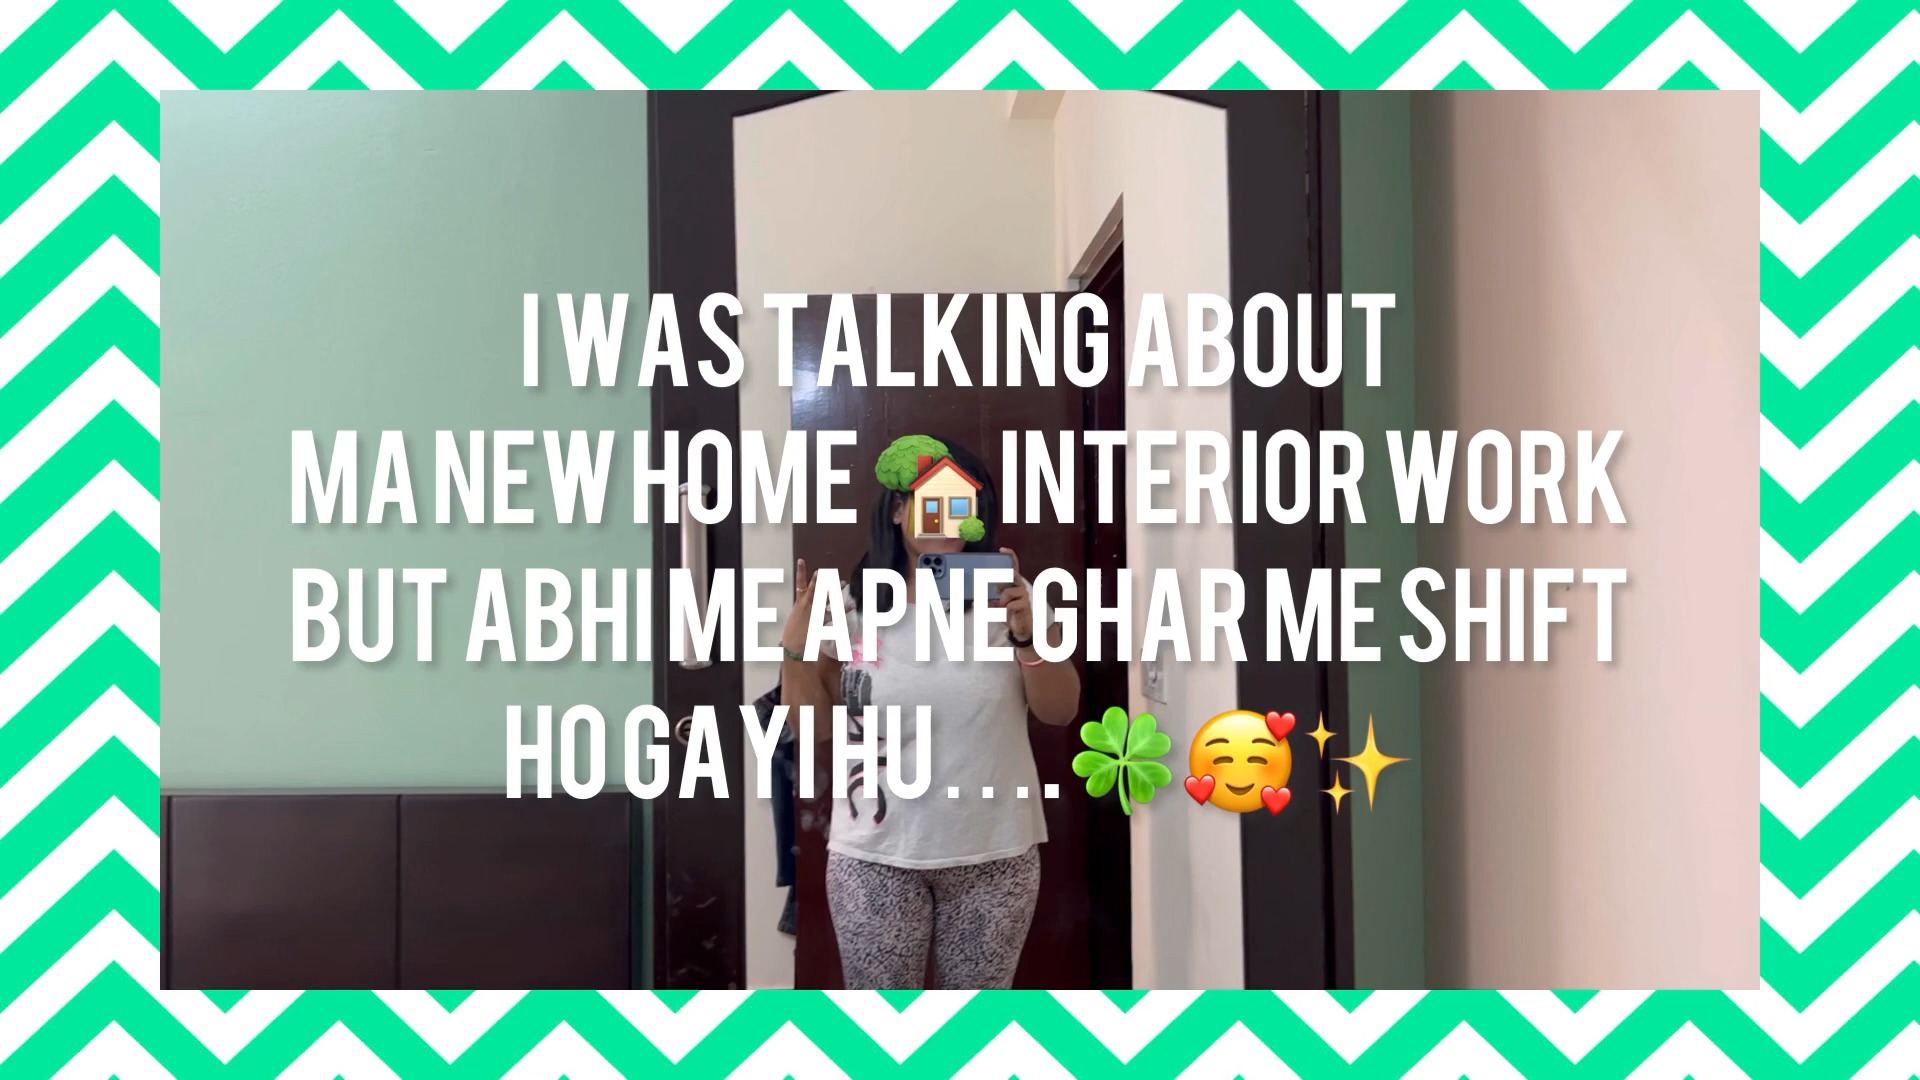 I WAS TALKING ABOUT
MA NEW HOME 🏡 INTERIOR WORK
BUT ABHI ME APNE GHAR ME SHIFT
HO GAYI HU....🍀🥰✨